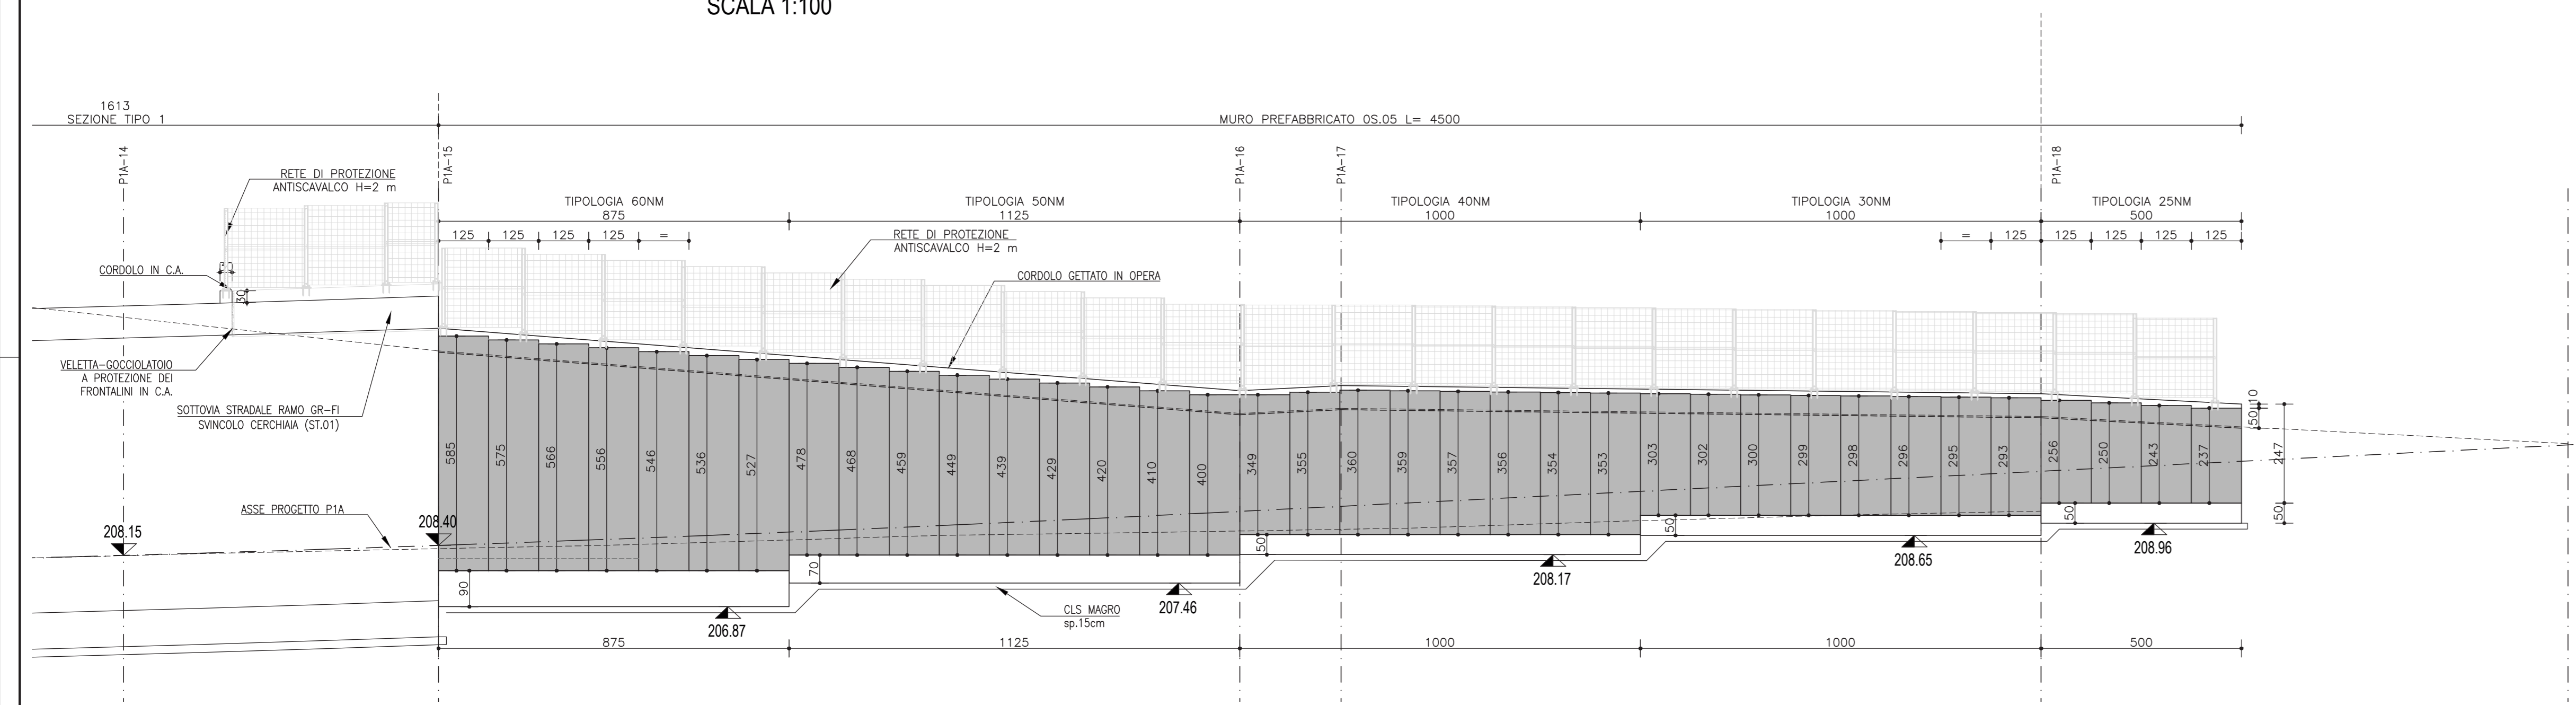 SCALA 1:100
1613
SEZIONE TIPO 1
MURO PREFABBRICATO OS.05 L= 4500
P1A-14
P1A-15
P1A-16
P1A-17
P1A-18
RETE DI PROTEZIONE
ANTISCAVALCO H=2 m
TIPOLOGIA 60NM
875
TIPOLOGIA 50NM
1125
TIPOLOGIA 40NM
1000
TIPOLOGIA 30NM
1000
TIPOLOGIA 25NM
500
125 125 125 125 =
= 125 125 125 125 125
RETE DI PROTEZIONE
ANTISCAVALCO H=2 m
CORDOLO IN C.A.
30
CORDOLO GETTATO IN OPERA
VELETTA-GOCCIOLATOIO
A PROTEZIONE DEI
FRONTALINI IN C.A.
SOTTOVIA STRADALE RAMO GR-FI
SVINCOLO CERCHIAIA (ST.01)
585 575 566 556 546 536 527 478 468 459 449 439 429 420 410 400 349 355 360 359 357 356 354 353 303 302 300 299 298 296 295 293 256 250 243 237
10
50
247
50
ASSE PROGETTO P1A
208.15
208.40
90
70
50
50
50
206.87
207.46
208.17
208.65
208.96
CLS MAGRO
sp.15cm
875 1125 1000 1000 500